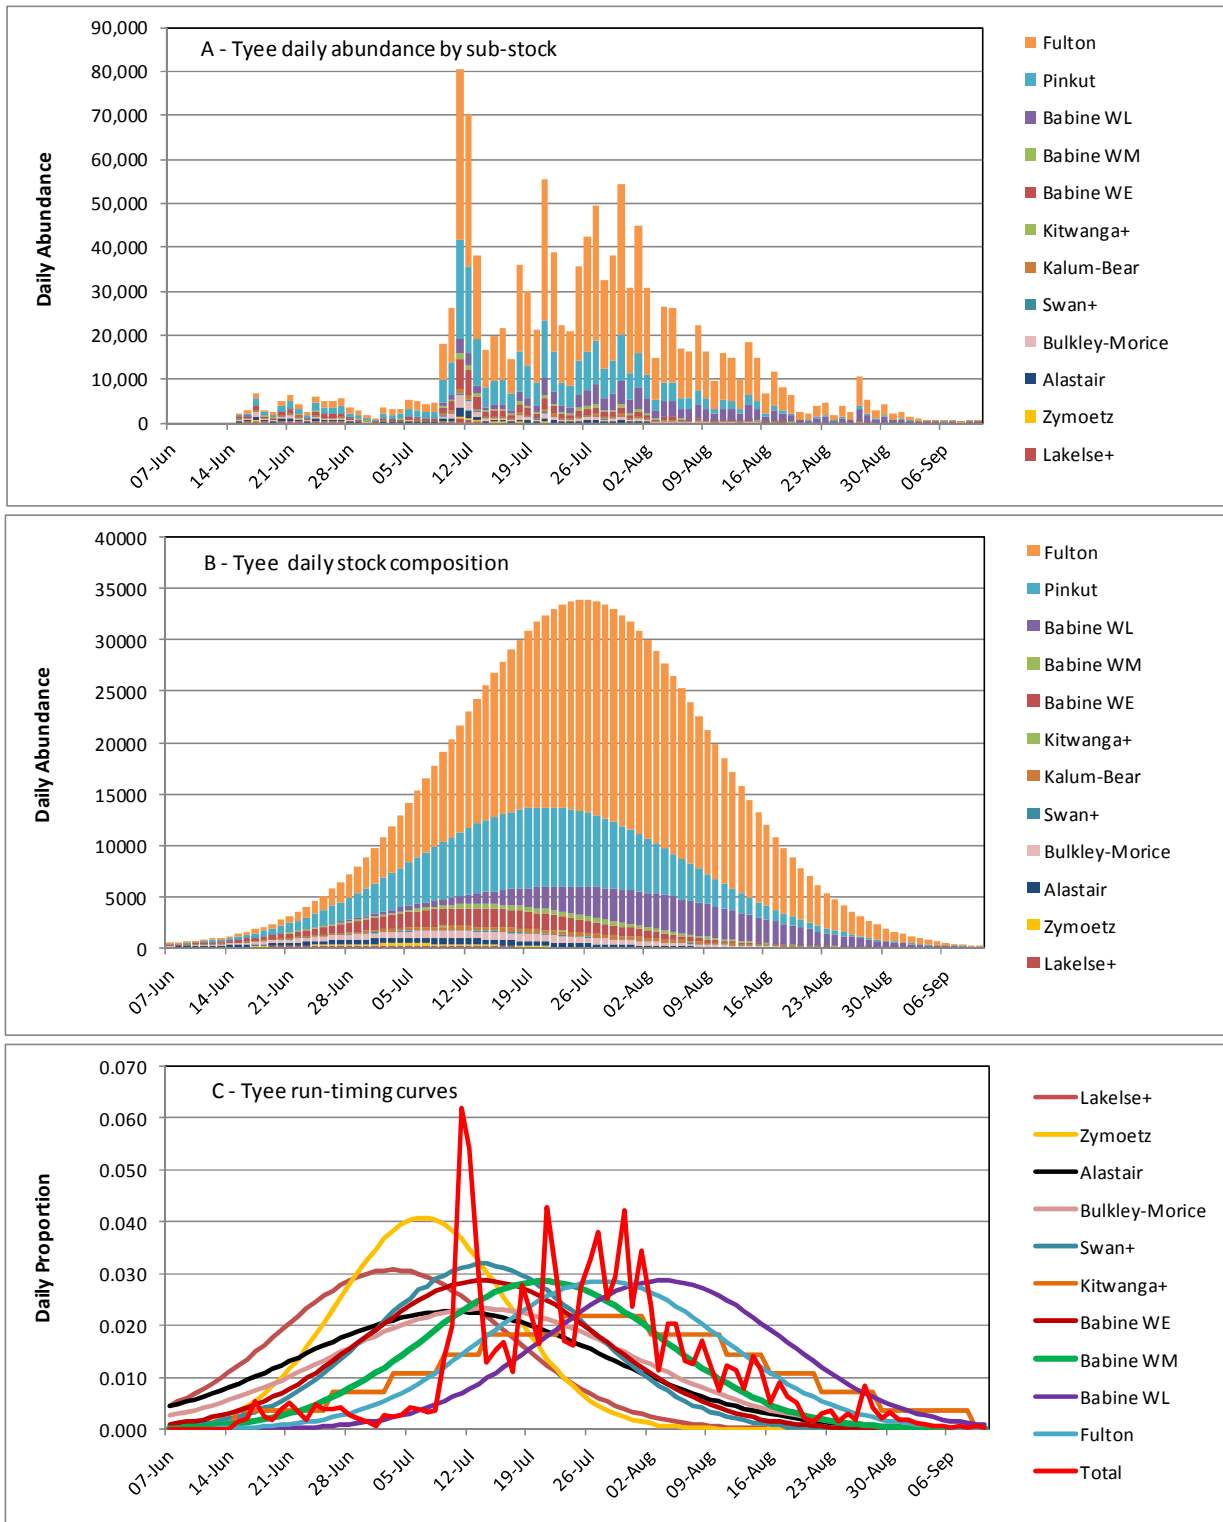 A - Tyee daily abundance by sub-stock
Daily Abundance
90,000
80,000
70,000
60,000
50,000
40,000
30,000
20,000
10,000
0
07-Jun
14-Jun
21-Jun
28-Jun
05-Jul
12-Jul
19-Jul
26-Jul
02-Aug
09-Aug
16-Aug
23-Aug
30-Aug
06-Sep
Fulton
Pinkut
Babine WL
Babine WM
Babine WE
Kitwanga+
Kalum-Bear
Swan+
Bulkley-Morice
Alastair
Zymoetz
Lakelse+
B - Tyee daily stock composition
Daily Abundance
40000
35000
30000
25000
20000
15000
10000
5000
0
07-Jun
14-Jun
21-Jun
28-Jun
05-Jul
12-Jul
19-Jul
26-Jul
02-Aug
09-Aug
16-Aug
23-Aug
30-Aug
06-Sep
Fulton
Pinkut
Babine WL
Babine WM
Babine WE
Kitwanga+
Kalum-Bear
Swan+
Bulkley-Morice
Alastair
Zymoetz
Lakelse+
C - Tyee run-timing curves
Daily Proportion
0.070
0.060
0.050
0.040
0.030
0.020
0.010
0.000
07-Jun
14-Jun
21-Jun
28-Jun
05-Jul
12-Jul
19-Jul
26-Jul
02-Aug
09-Aug
16-Aug
23-Aug
30-Aug
06-Sep
Lakelse+
Zymoetz
Alastair
Bulkley-Morice
Swan+
Kitwanga+
Babine WE
Babine WM
Babine WL
Fulton
Total